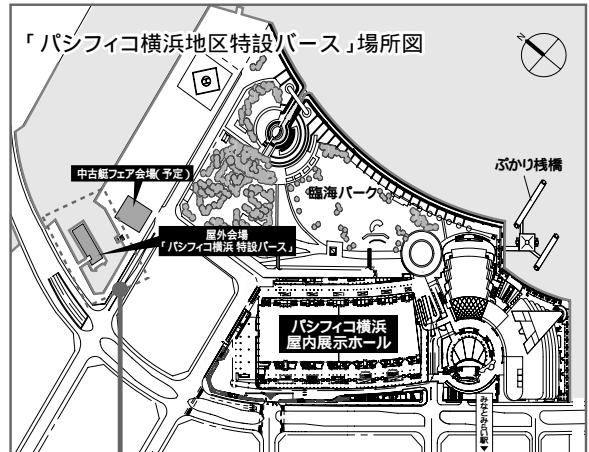 「パシフィコ横浜地区特設バース」場所図
N
ぷかり桟橋
中古艇フェア会場(予定)
臨海パーク
屋外会場
「パシフィコ横浜 特設バース」
パシフィコ横浜
屋内展示ホール
みなとみらい駅▼